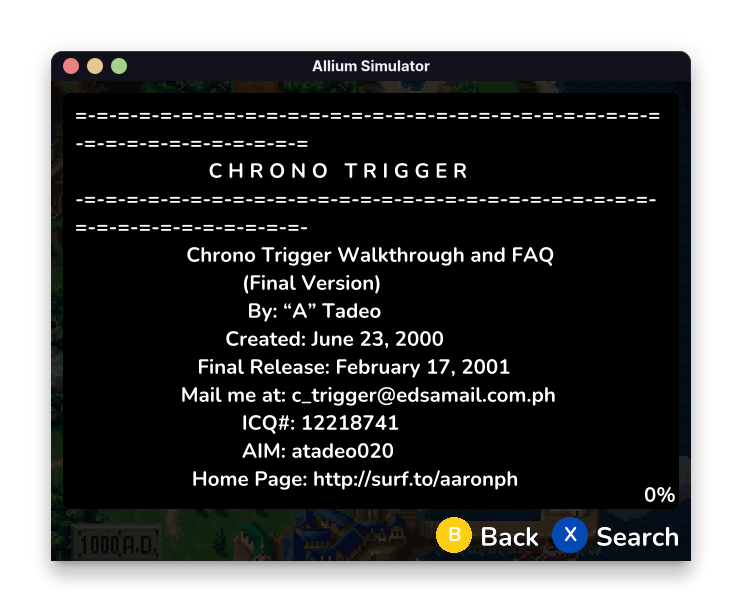 Allium Simulator
=-=-=-=-=-=-=-=-=-=-=-=-=-=-=-=-=-=-=-=-=-=-=-=-=-=-=-=
-=-=-=-=-=-=-=-=-=-=-=
C H R O N O T R I G G E R
-=-=-=-=-=-=-=-=-=-=-=-=-=-=-=-=-=-=-=-=-=-=-=-=-=-=-=-
=-=-=-=-=-=-=-=-=-=-=-
Chrono Trigger Walkthrough and FAQ
(Final Version)
By: “A” Tadeo
Created: June 23, 2000
Final Release: February 17, 2001
Mail me at: c_trigger@edsamail.com.ph
ICQ#: 12218741
AIM: atadeo020
Home Page: http://surf.to/aaronph
0%
1000 A.D.
B Back X Search